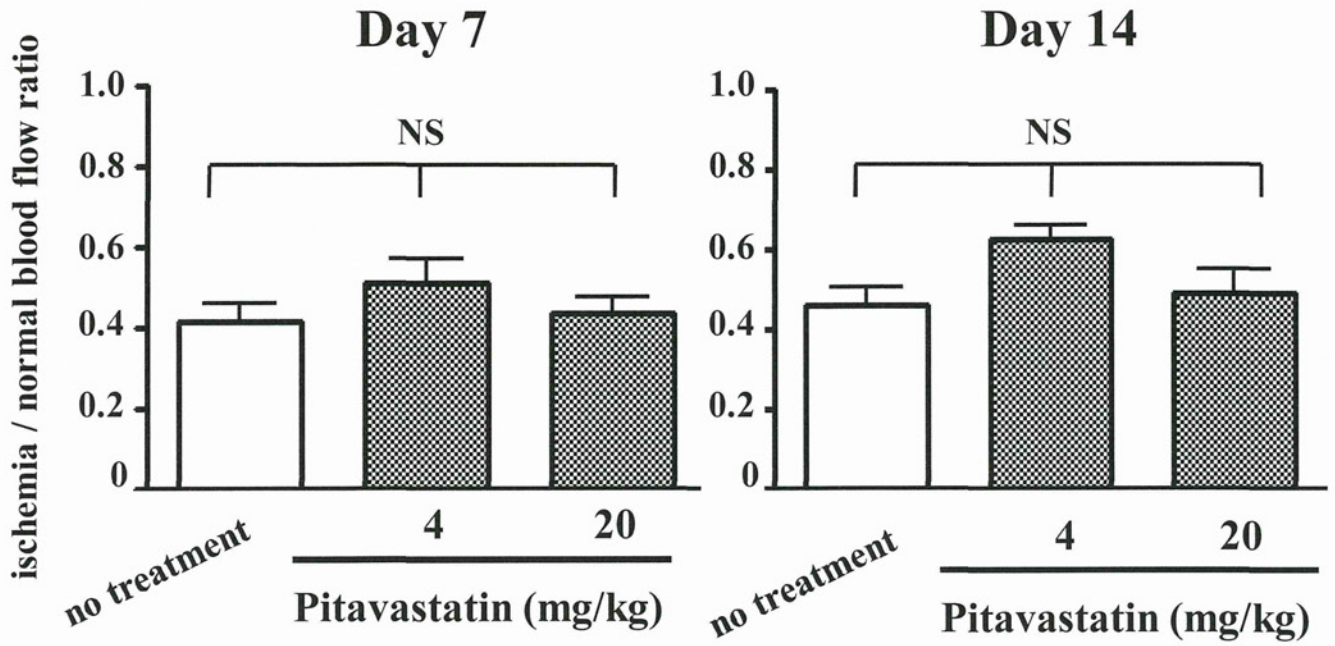 ischemia / normal blood flow ratio
Day 7
1.0
0.8
0.6
0.4
0.2
0
NS
no treatment
4
20
Pitavastatin (mg/kg)
Day 14
1.0
0.8
0.6
0.4
0.2
0
NS
no treatment
4
20
Pitavastatin (mg/kg)